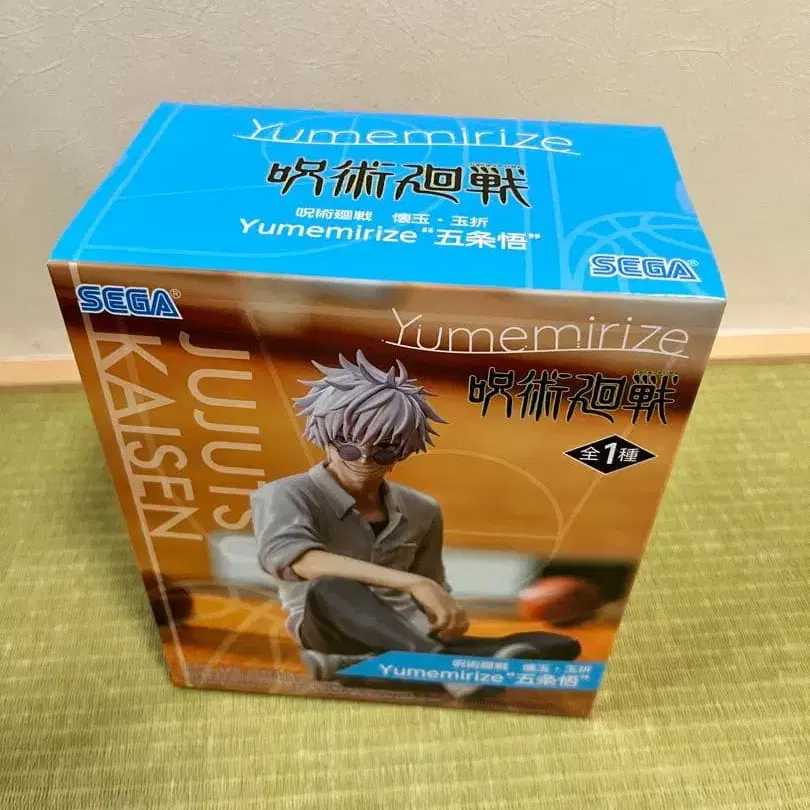 Yumemirize
呪術廻戦
呪術廻戦 懐玉・玉折
Yumemirize "五条悟"
SEGA®
SEGA®
JUJUTSU
KAISEN
Yumemirize
呪術廻戦
全1種
呪術廻戦 懐玉・玉折
Yumemirize "五条悟"